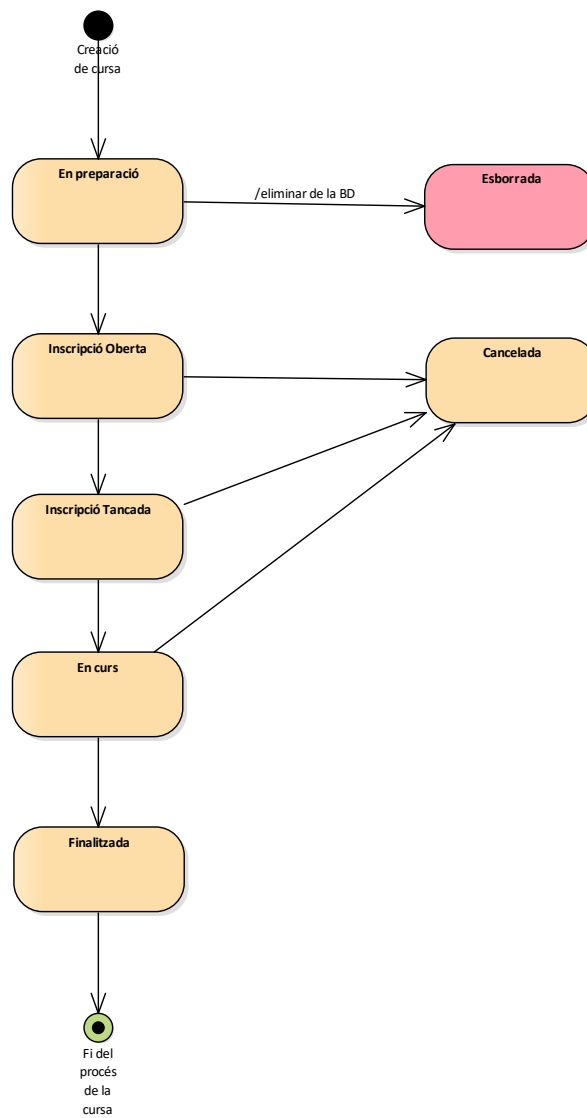 Creació
de cursa
En preparació
/eliminar de la BD
Esborrada
Inscripció Oberta
Cancelada
Inscripció Tancada
En curs
Finalitzada
Fi del
procés
de la
cursa